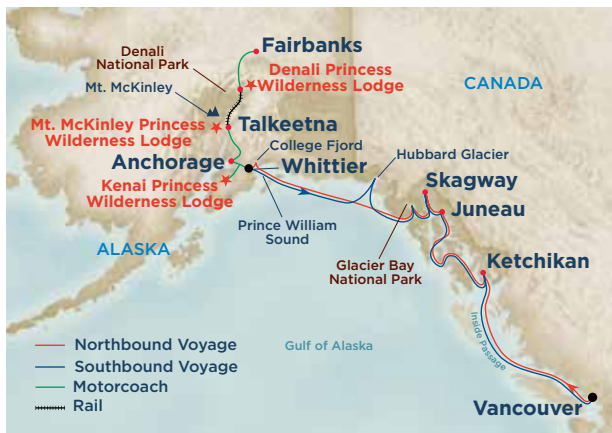 Fairbanks
Denali
National Park
Denali Princess
Wilderness Lodge
Mt. McKinley
CANADA
Mt. McKinley Princess
Wilderness Lodge
Talkeetna
College Fjord
Hubbard Glacier
Anchorage
Whittier
Kenai Princess
Wilderness Lodge
Skagway
Juneau
Prince William
Sound
ALASKA
Glacier Bay
National Park
Ketchikan
Inside Passage
Gulf of Alaska
Northbound Voyage
Southbound Voyage
Motorcoach
Rail
Vancouver